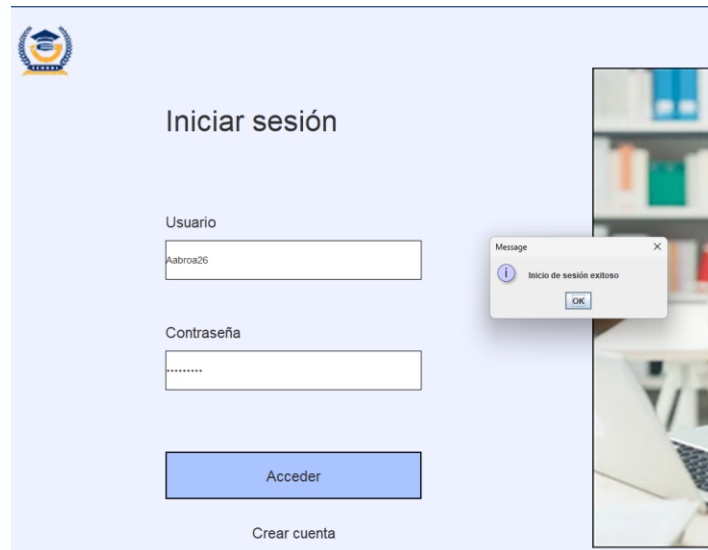 Iniciar sesión
Usuario
Aabroa26
Message
Inicio de sesión exitoso
OK
Contraseña
Acceder
Crear cuenta